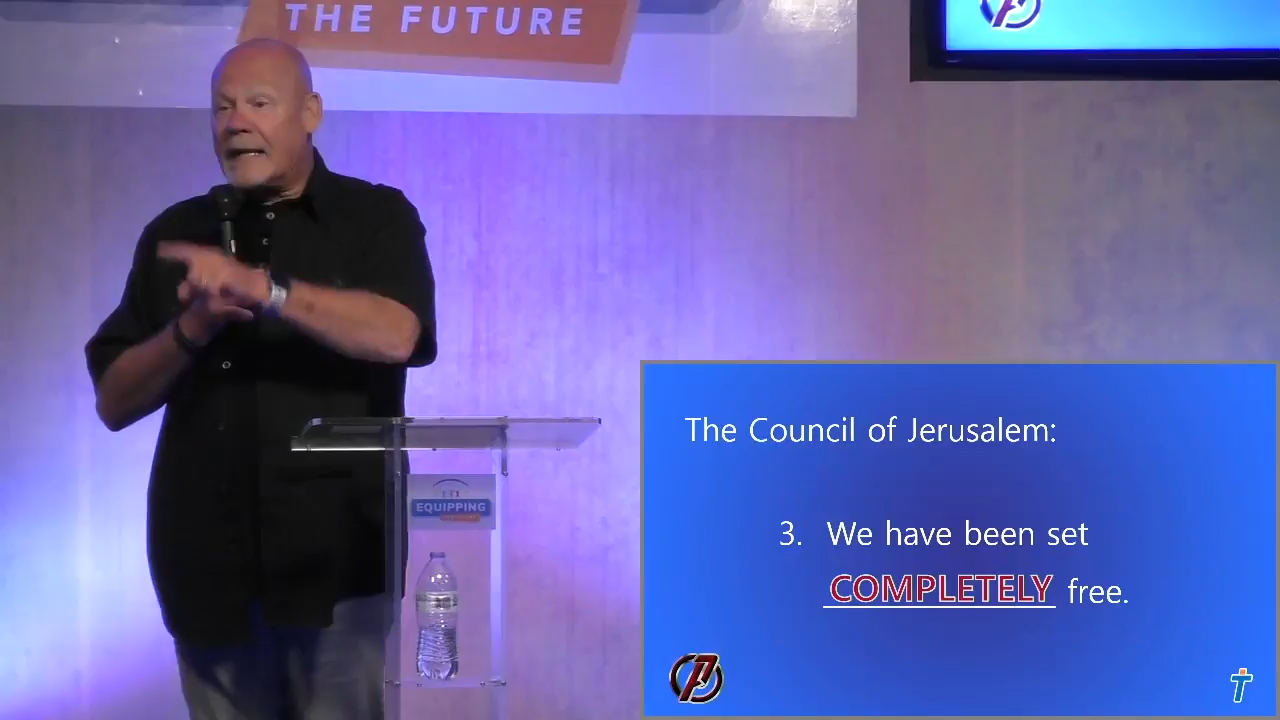 THE FUTURE
EQUIPPING
The Council of Jerusalem:
3. We have been set
COMPLETELY free.